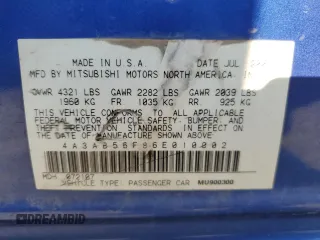 MADE IN U.S.A. DATE JUL
MFD BY MITSUBISHI MOTORS NORTH AMERICA,
GVWR 4321 LBS GAWR 2282 LBS GAWR 2039 LBS
1960 KG FR 1035 KG RR 925 KG
THIS VEHICLE CONFORMS TO ALL APPLICABLE
FEDERAL MOTOR VEHICLE SAFETY, BUMPER, AND
THEFT PREVENTION STANDARDS IN EFFECT ON THE
DATE OF MANUFACTURE SHOWN ABOVE.
MDH 072107
VEHICLE TYPE: PASSENGER CAR MU900300
DREAMBID